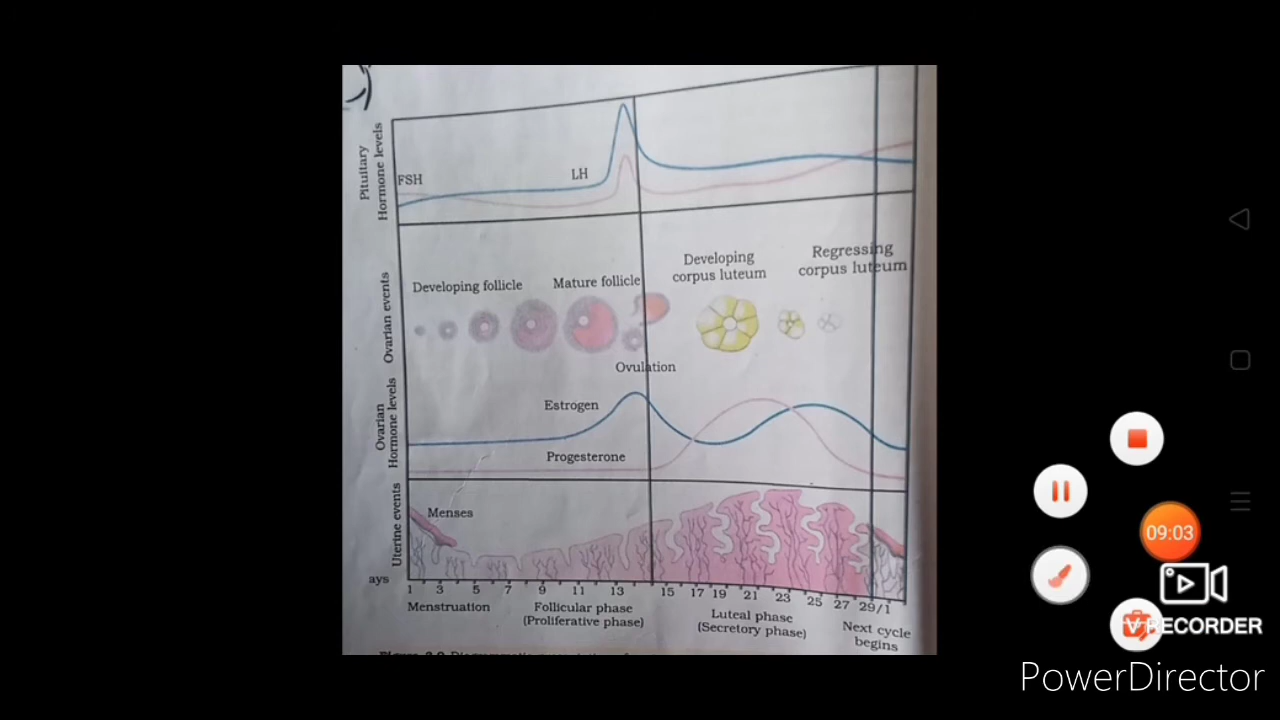 Pituitary
Hormone levels
FSH
LH
Ovarian events
Developing follicle
Mature follicle
Developing
corpus luteum
Regressing
corpus luteum
Ovulation
Ovarian
Hormone levels
Estrogen
Progesterone
Uterine events
Menses
ays
1 3 5 7 9 11 13 15 17 19 21 23 25 27 29/1
Menstruation
Follicular phase
(Proliferative phase)
Luteal phase
(Secretory phase)
Next cycle
begins
09:03
RECORDER
PowerDirector